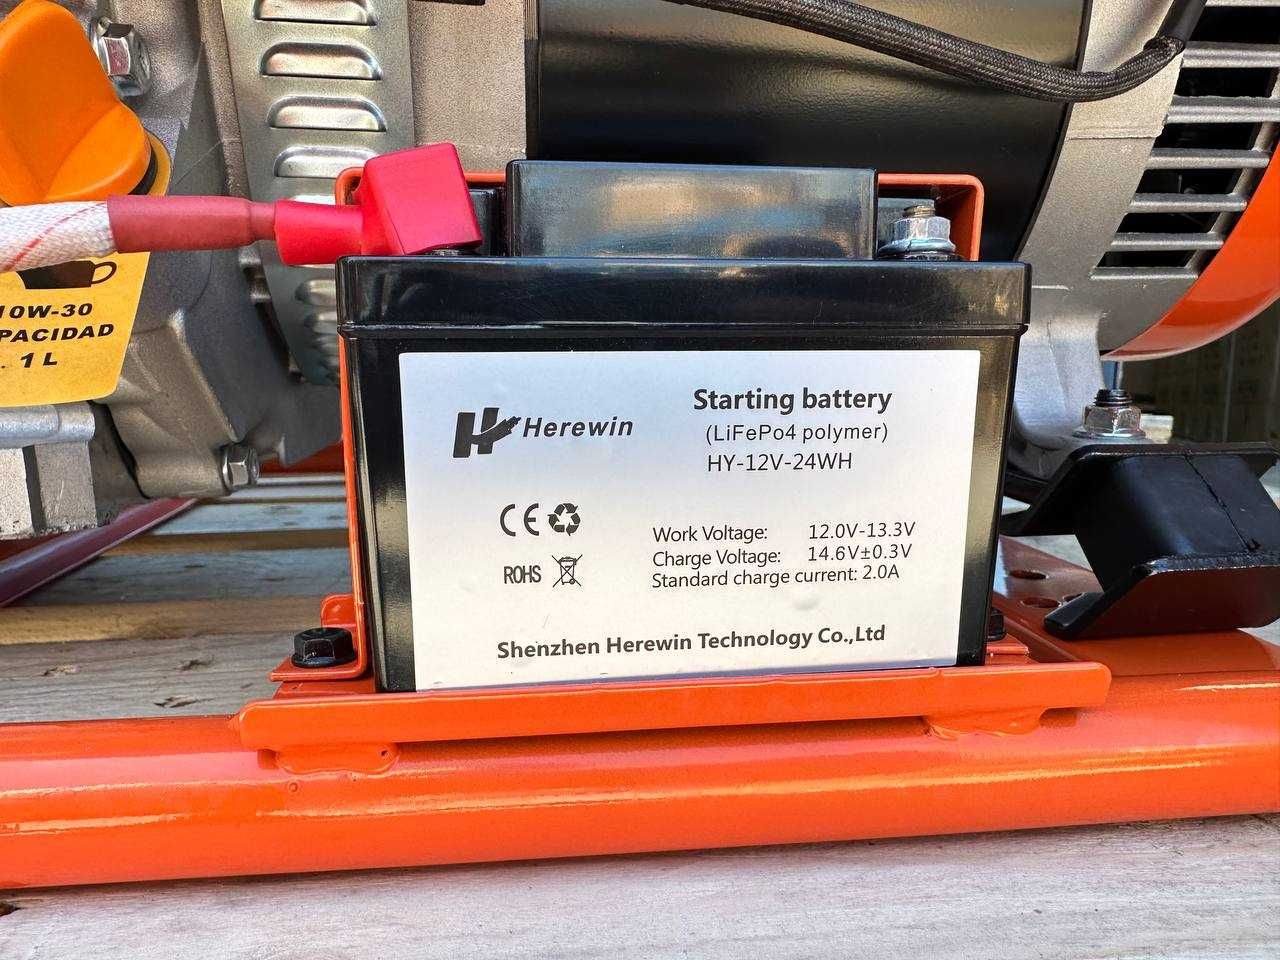 Herewin
Starting battery
(LiFePo4 polymer)
HY-12V-24WH
CE
ROHS
Work Voltage: 12.0V-13.3V
Charge Voltage: 14.6V±0.3V
Standard charge current: 2.0A
Shenzhen Herewin Technology Co.,Ltd
10W-30
PACIDAD
. 1 L